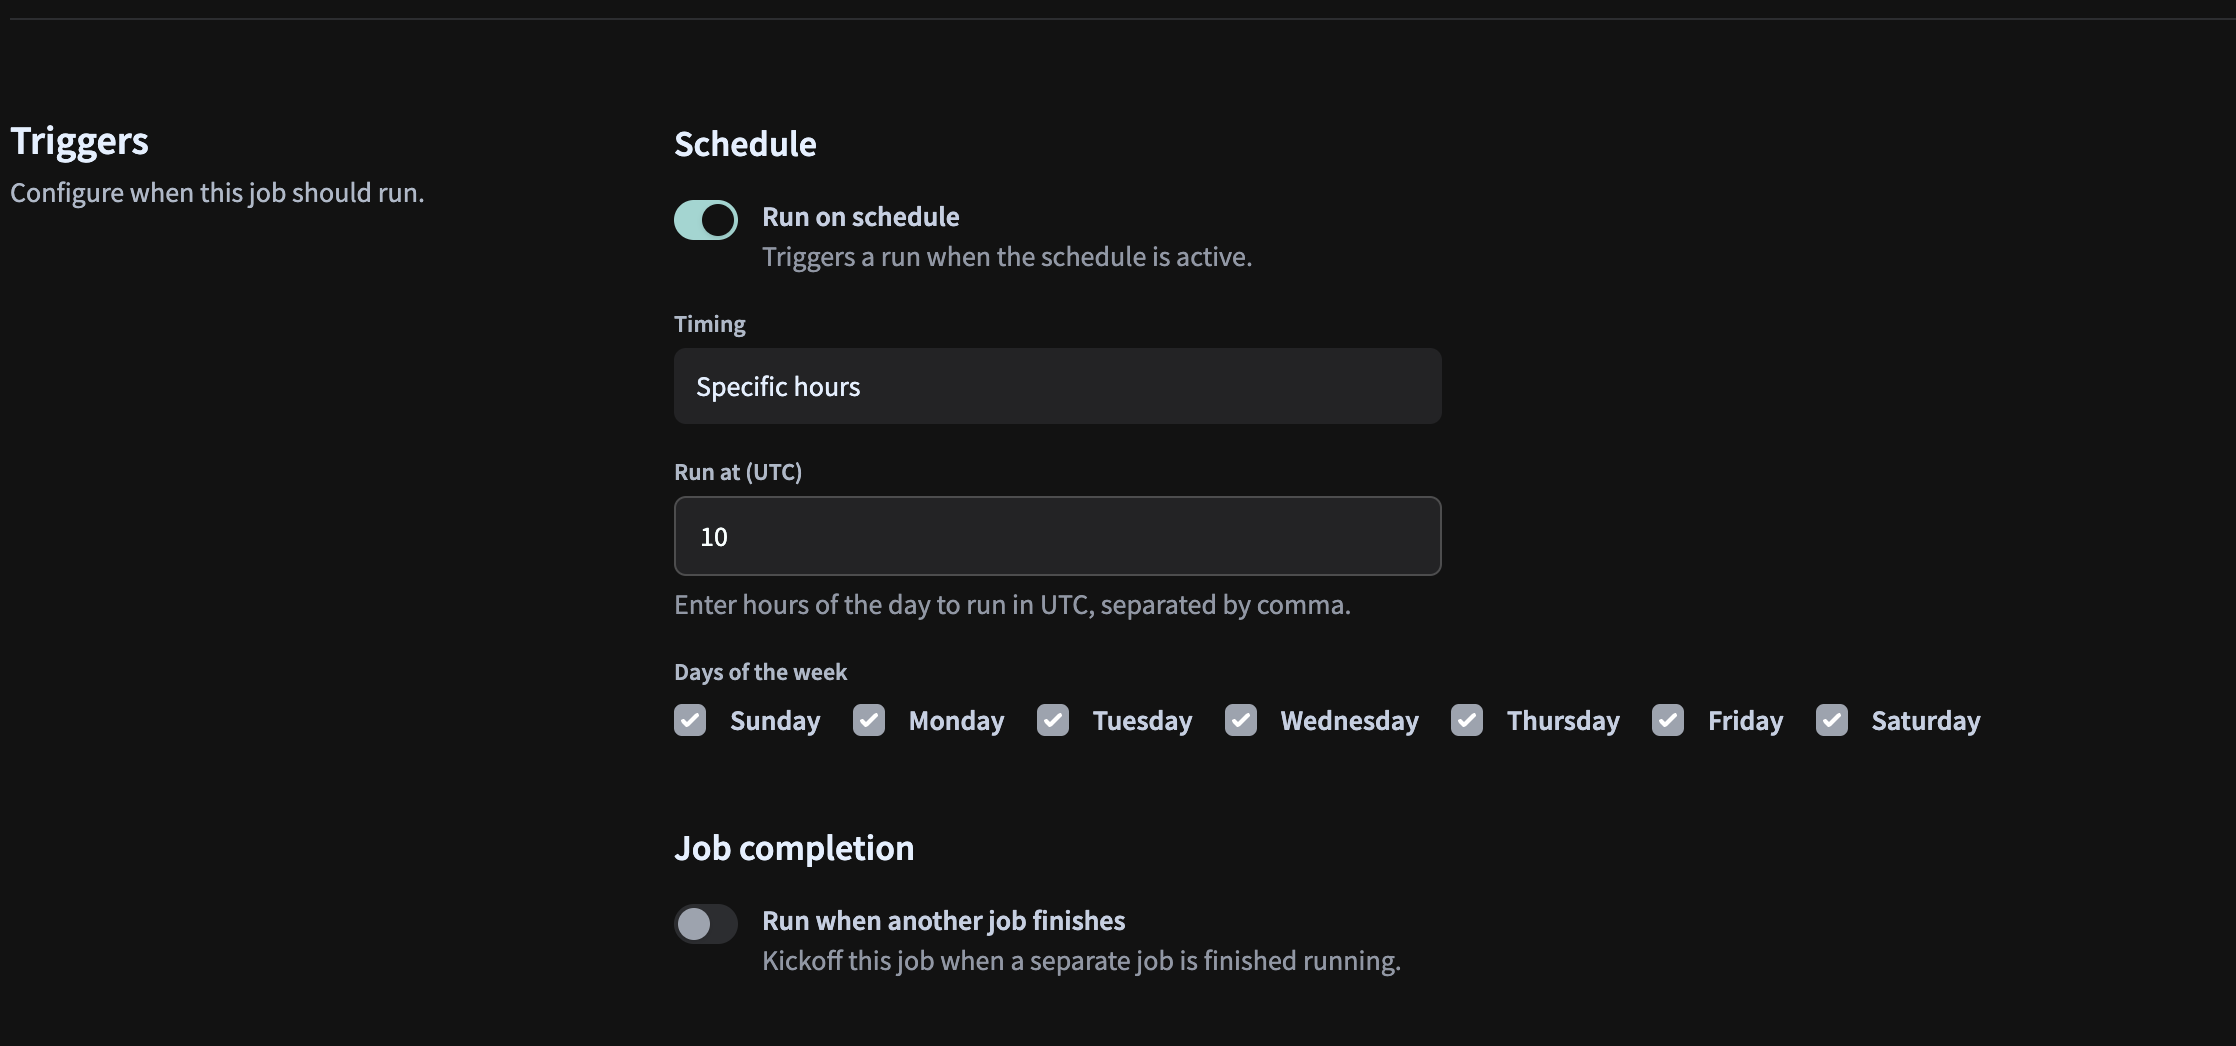 Triggers
Configure when this job should run.
Schedule
Run on schedule
Triggers a run when the schedule is active.
Timing
Specific hours
Run at (UTC)
10
Enter hours of the day to run in UTC, separated by comma.
Days of the week
Sunday Monday Tuesday Wednesday Thursday Friday Saturday
Job completion
Run when another job finishes
Kickoff this job when a separate job is finished running.